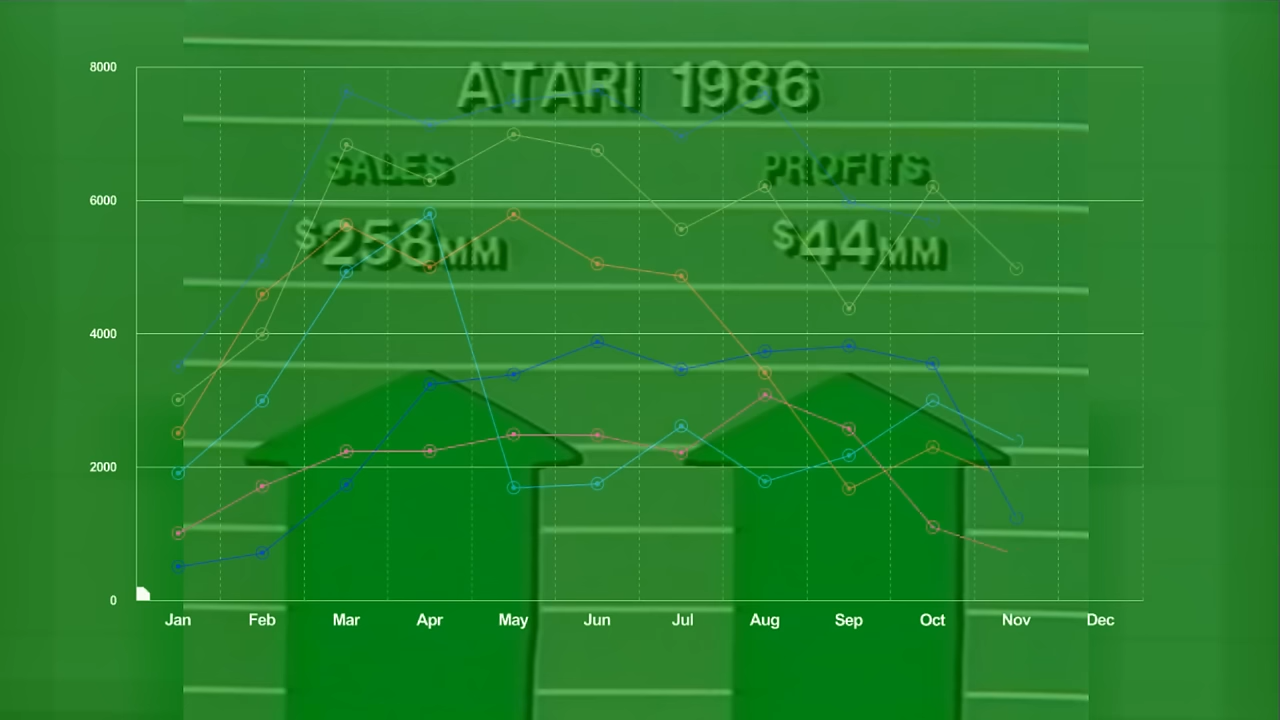 8000
ATARI 1986
SALES PROFITS
6000
$258MM $44MM
4000
2000
0
Jan Feb Mar Apr May Jun Jul Aug Sep Oct Nov Dec